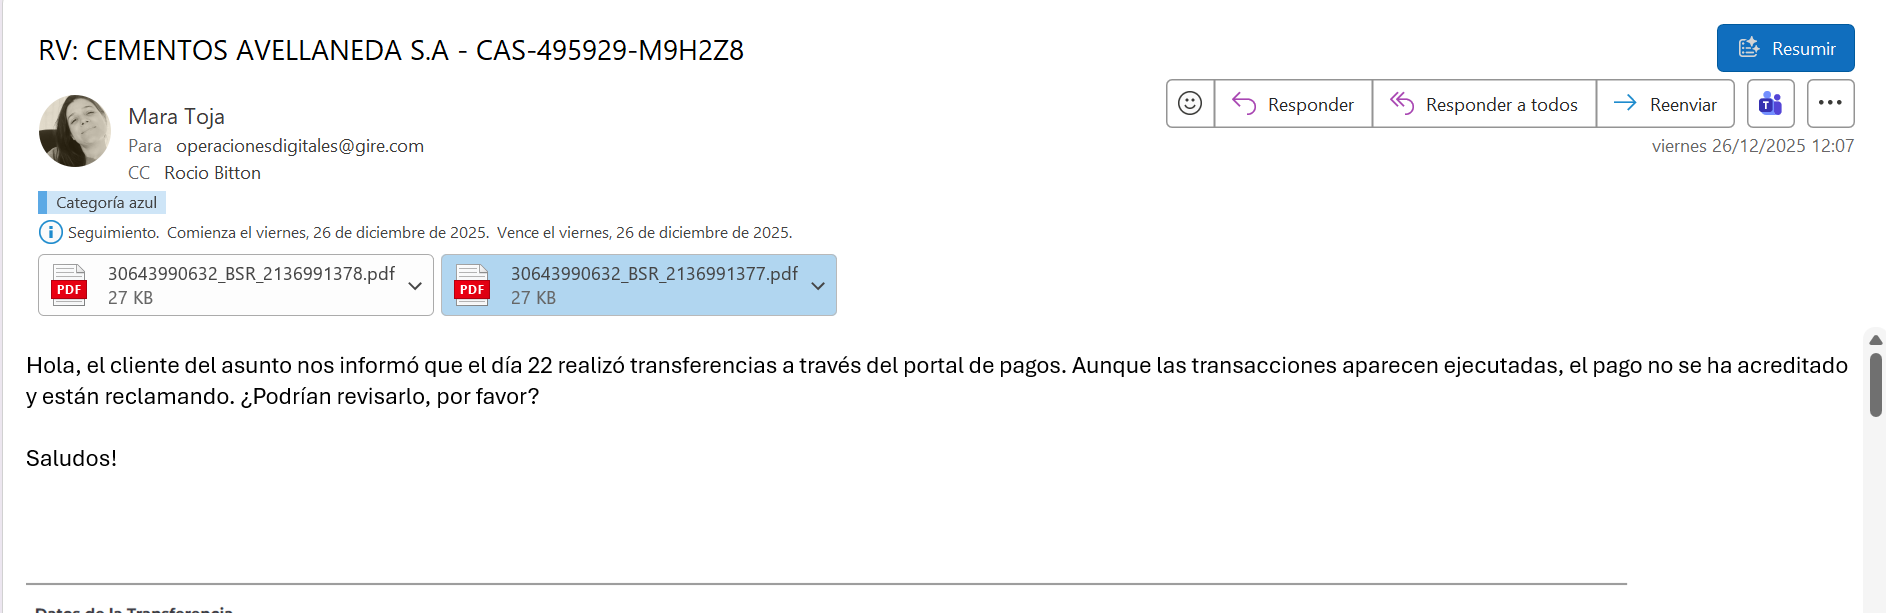 RV: CEMENTOS AVELLANEDA S.A - CAS-495929-M9H2Z8
Resumir
Mara Toja
Para operacionesdigitales@gire.com
CC Rocio Bitton
Responder
Responder a todos
Reenviar
viernes 26/12/2025 12:07
Categoría azul
Seguimiento. Comienza el viernes, 26 de diciembre de 2025. Vence el viernes, 26 de diciembre de 2025.
PDF 30643990632_BSR_2136991378.pdf
27 KB
PDF 30643990632_BSR_2136991377.pdf
27 KB
Hola, el cliente del asunto nos informó que el día 22 realizó transferencias a través del portal de pagos. Aunque las transacciones aparecen ejecutadas, el pago no se ha acreditado
y están reclamando. ¿Podrían revisarlo, por favor?
Saludos!
Datos de la Transferencia